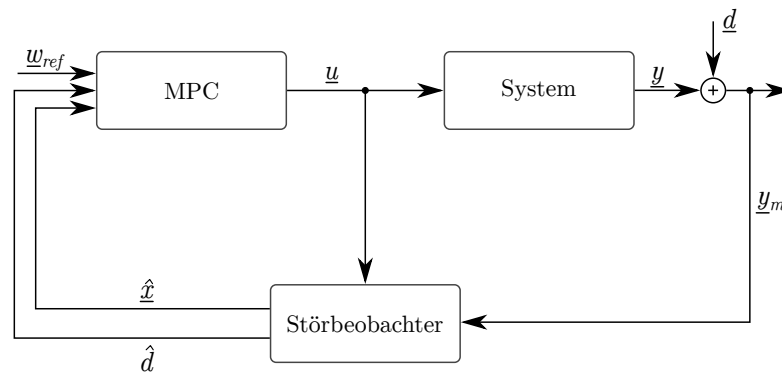 d
w_ref
u
y
MPC
System
+
y_m
x̂
Störbeobachter
d̂